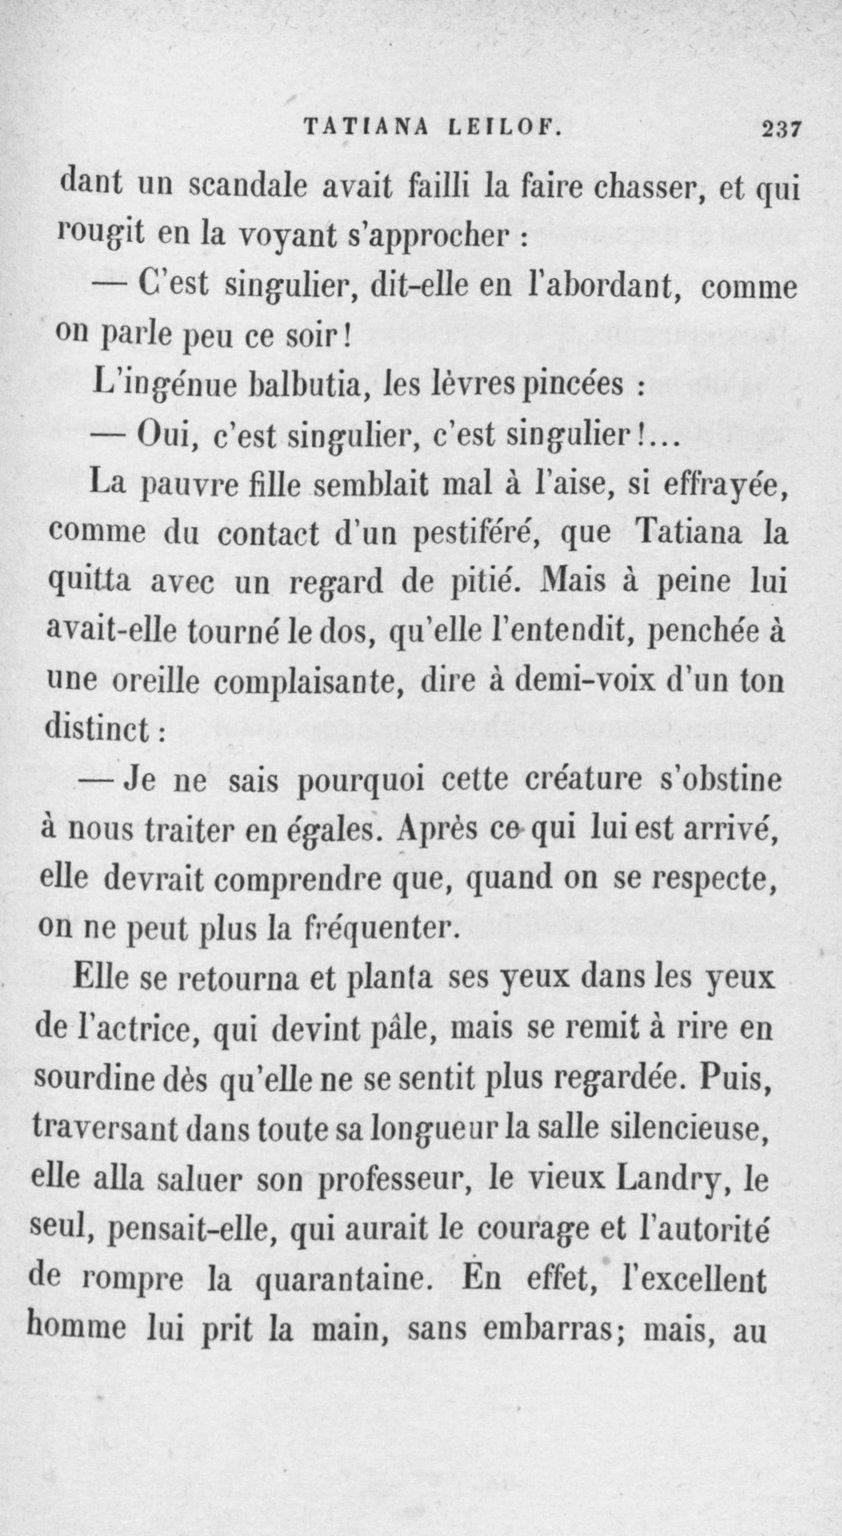 TATIANA LEILOF. 237
dant un scandale avait failli la faire chasser, et qui
rougit en la voyant s'approcher :
— C'est singulier, dit-elle en l'abordant, comme
on parle peu ce soir !
L'ingénue balbutia, les lèvres pincées :
— Oui, c'est singulier, c'est singulier !...
La pauvre fille semblait mal à l'aise, si effrayée,
comme du contact d'un pestiféré, que Tatiana la
quitta avec un regard de pitié. Mais à peine lui
avait-elle tourné le dos, qu'elle l'entendit, penchée à
une oreille complaisante, dire à demi-voix d'un ton
distinct :
— Je ne sais pourquoi cette créature s'obstine
à nous traiter en égales. Après ce qui lui est arrivé,
elle devrait comprendre que, quand on se respecte,
on ne peut plus la fréquenter.
Elle se retourna et planta ses yeux dans les yeux
de l'actrice, qui devint pâle, mais se remit à rire en
sourdine dès qu'elle ne se sentit plus regardée. Puis,
traversant dans toute sa longueur la salle silencieuse,
elle alla saluer son professeur, le vieux Landry, le
seul, pensait-elle, qui aurait le courage et l'autorité
de rompre la quarantaine. En effet, l'excellent
homme lui prit la main, sans embarras; mais, au